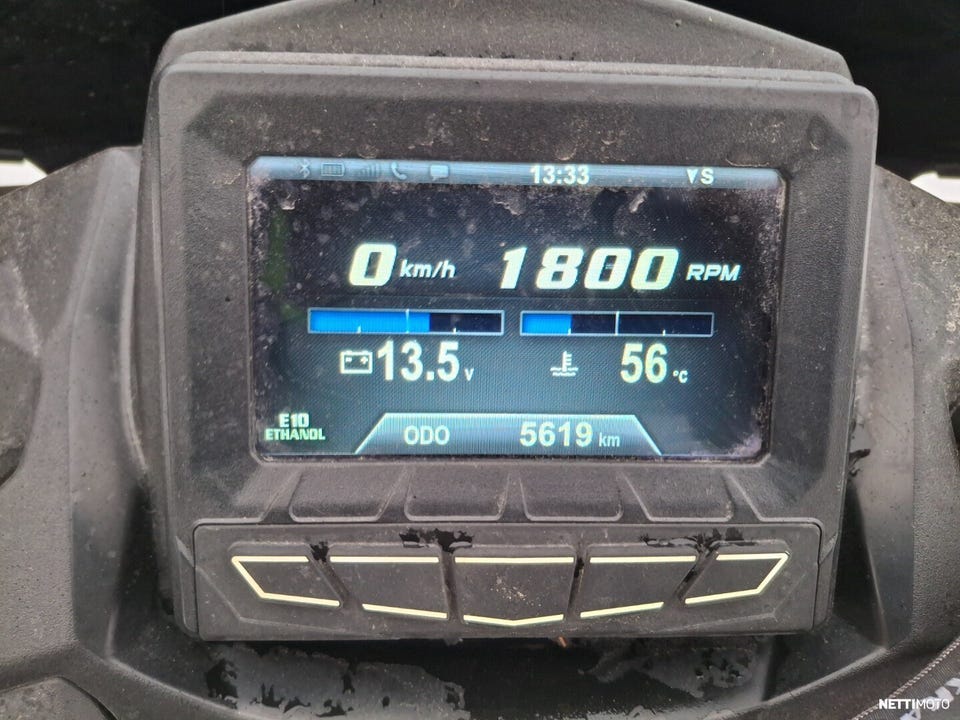 13:33 S
0 km/h 1800 RPM
13.5 V 56 °C
E10
ETHANOL
ODO 5619 km
NETTIMOTO